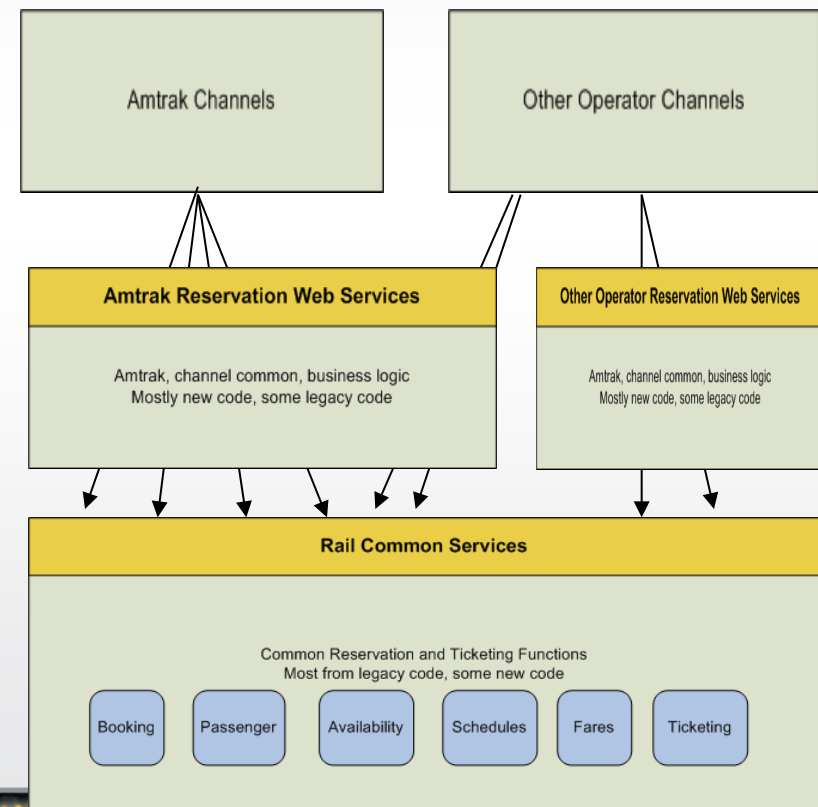 Amtrak Channels
Other Operator Channels
Amtrak Reservation Web Services
Amtrak, channel common, business logic
Mostly new code, some legacy code
Other Operator Reservation Web Services
Amtrak, channel common, business logic
Mostly new code, some legacy code
Rail Common Services
Common Reservation and Ticketing Functions
Most from legacy code, some new code
Booking
Passenger
Availability
Schedules
Fares
Ticketing